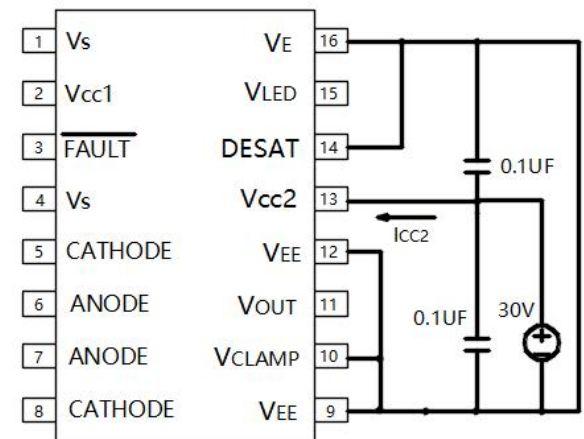 1 Vs VE 16
2 Vcc1 VLED 15
3 FAULT DESAT 14
0.1UF
4 Vs Vcc2 13
Icc2
5 CATHODE VEE 12
6 ANODE VOUT 11
0.1UF 30V
7 ANODE VCLAMP 10
8 CATHODE VEE 9